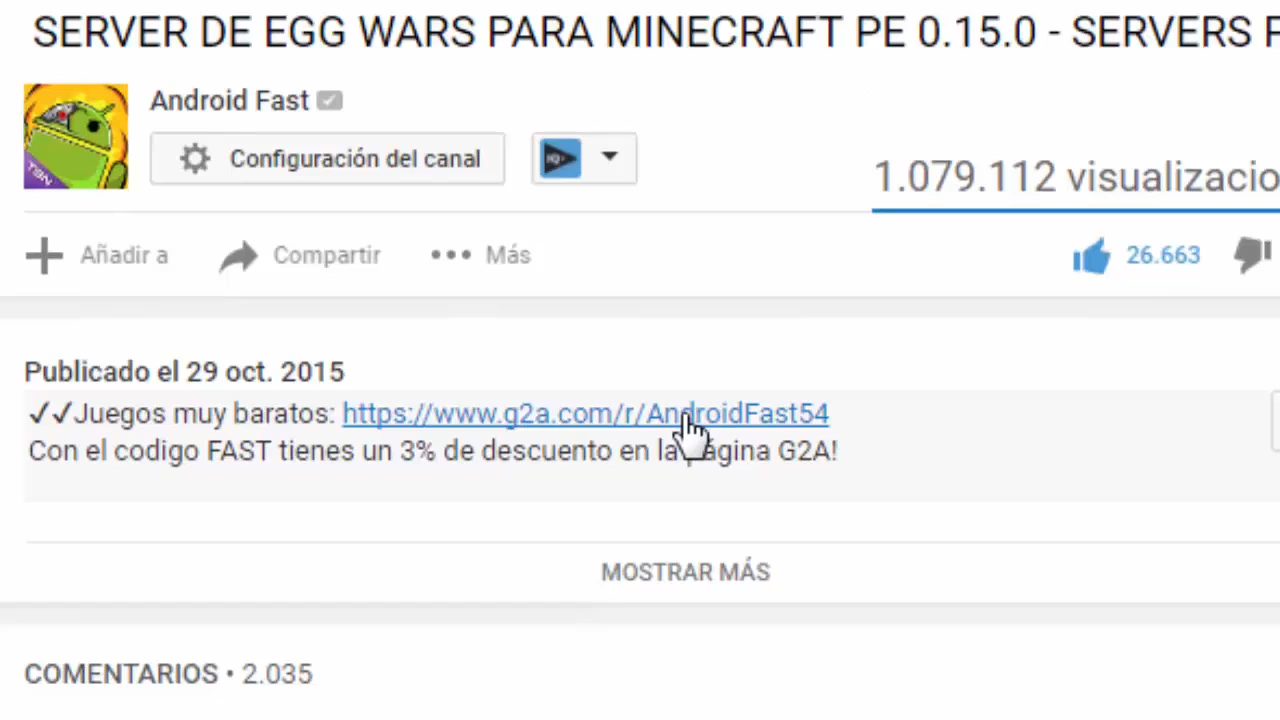 SERVER DE EGG WARS PARA MINECRAFT PE 0.15.0 - SERVERS
Android Fast
Configuración del canal
1.079.112 visualizacio
Añadir a
Compartir
Más
26.663
Publicado el 29 oct. 2015
✓✓Juegos muy baratos: https://www.g2a.com/r/AndroidFast54
Con el codigo FAST tienes un 3% de descuento en la página G2A!
MOSTRAR MÁS
COMENTARIOS • 2.035